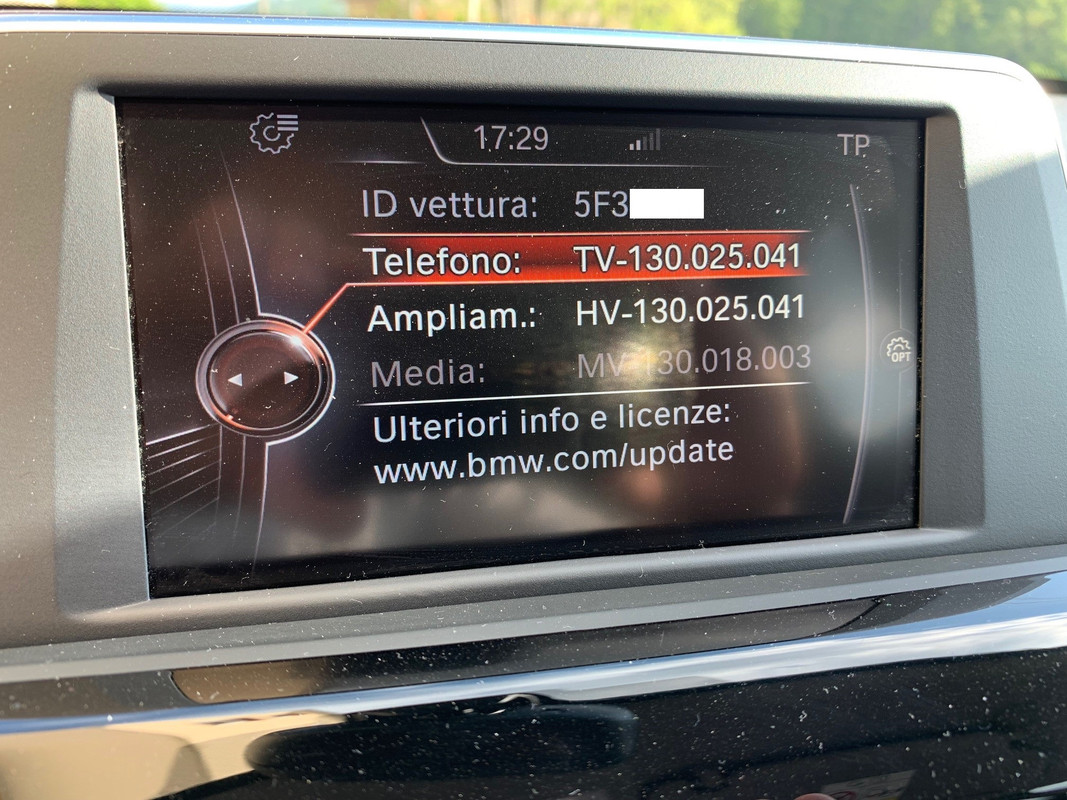 17:29
TP
ID vettura: 5F3
Telefono: TV-130.025.041
Ampliam.: HV-130.025.041
Media: MV-130.018.003
OPT
Ulteriori info e licenze:
www.bmw.com/update